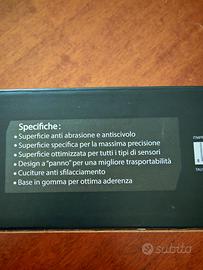 Specifiche :
• Superficie anti abrasione e antiscivolo
• Superficie specifica per la massima precisione
• Superficie ottimizzata per tutti i tipi di sensori
• Design a "panno" per una migliore trasportabilità
• Cuciture anti sfilacciamento
• Base in gomma per ottima aderenza
subito